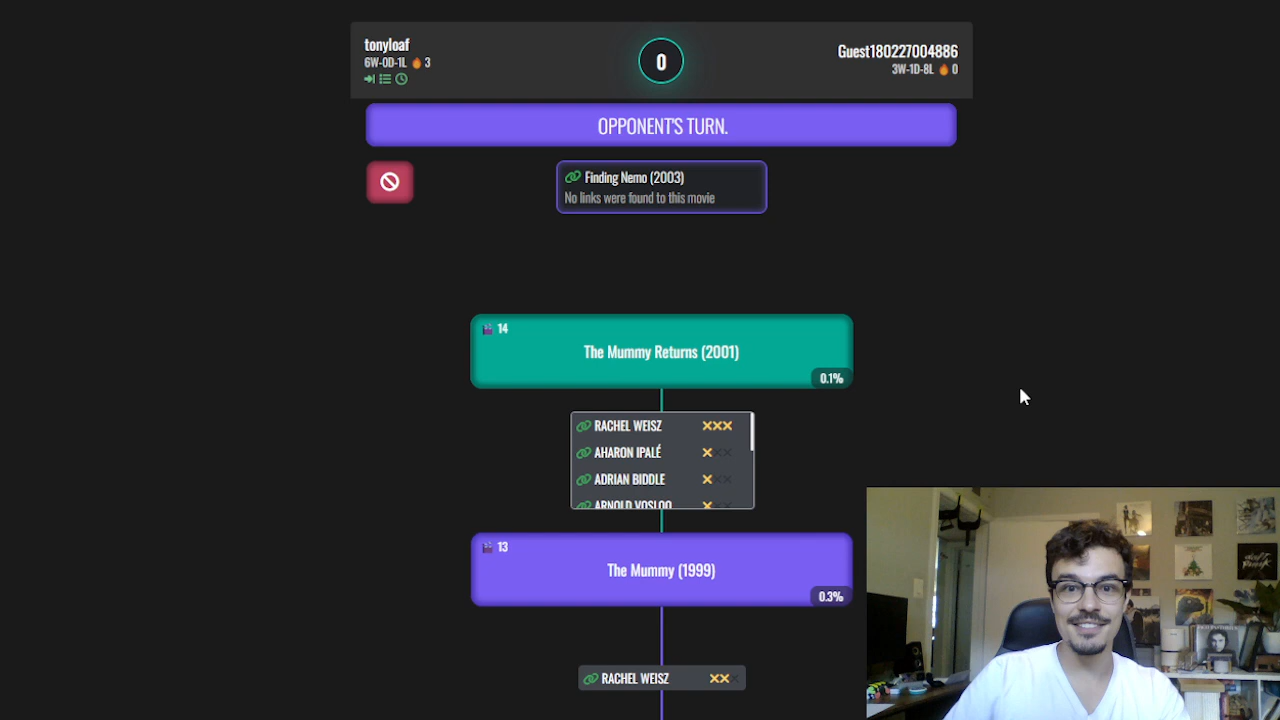 tonyloaf
6W-0D-1L 🔥 3
0
Guest180227004886
3W-1D-8L 🔥 0
OPPONENT'S TURN.
Finding Nemo (2003)
No links were found to this movie
14
The Mummy Returns (2001)
0.1%
RACHEL WEISZ
AHARON IPALÉ
ADRIAN BIDDLE
ARNOLD VOSLOO
13
The Mummy (1999)
0.3%
RACHEL WEISZ